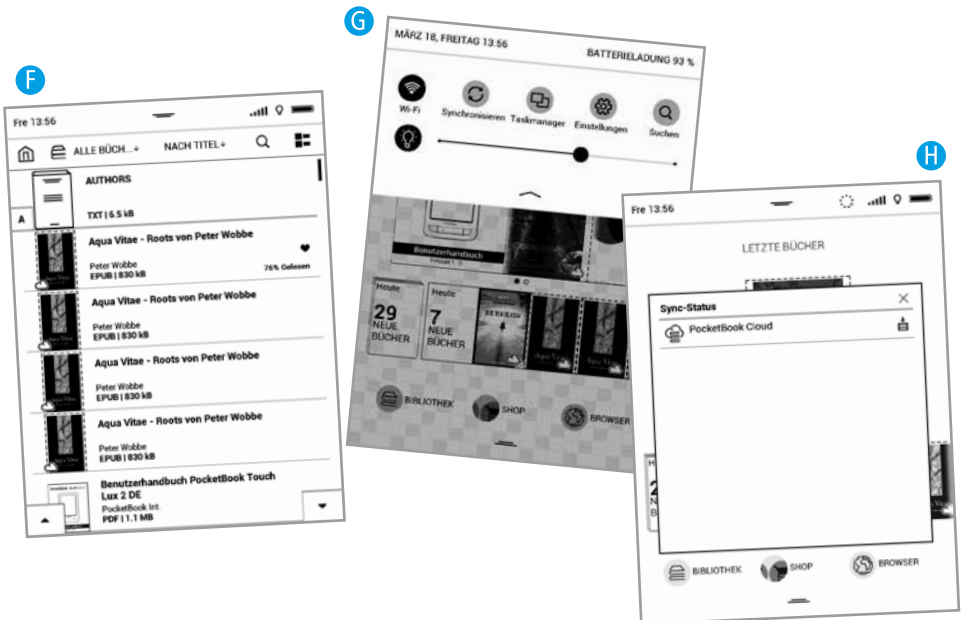 F
Fre 13:56
ALLE BÜCH...
NACH TITEL
AUTHORS
A
TXT | 6.5 kB
Aqua Vitae - Roots von Peter Wobbe
Peter Wobbe
EPUB | 830 kB
76% Gelesen
Aqua Vitae - Roots von Peter Wobbe
Peter Wobbe
EPUB | 830 kB
Aqua Vitae - Roots von Peter Wobbe
Peter Wobbe
EPUB | 830 kB
Aqua Vitae - Roots von Peter Wobbe
Peter Wobbe
EPUB | 830 kB
Benutzerhandbuch PocketBook Touch
Lux 2 DE
PocketBook Int.
PDF | 1.1 MB
G
MÄRZ 18, FREITAG 13:56
BATTERIELADUNG 93 %
Wi-Fi
Synchronisieren
Taskmanager
Einstellungen
Suchen
Benutzerhandbuch
Heute
29
NEUE
BÜCHER
Heute
7
NEUE
BÜCHER
Aqua Vitae
BIBLIOTHEK
SHOP
BROWSER
H
Fre 13:56
LETZTE BÜCHER
Sync-Status
PocketBook Cloud
BIBLIOTHEK
SHOP
BROWSER